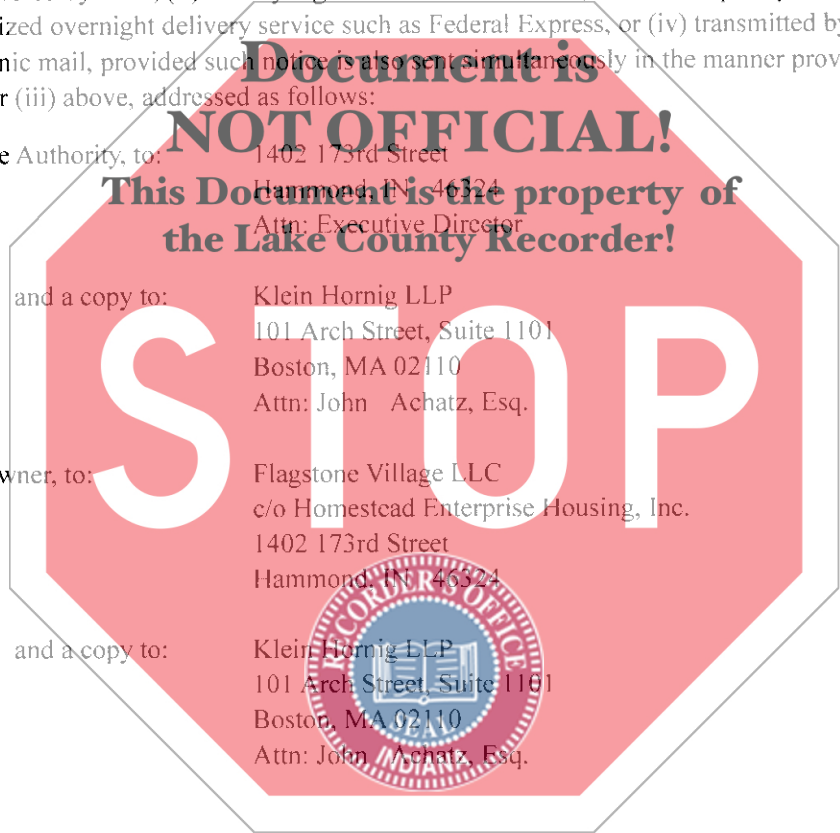 ized overnight delivery service such as Federal Express, or (iv) transmitted by
nic mail, provided such notice is also sent simultaneously in the manner prov
r (iii) above, addressed as follows:
Document is
NOT OFFICIAL!
This Document is the property of
the Lake County Recorder!
e Authority, to: 1402 173rd Street
Hammond, IN 46324
Attn: Executive Director
and a copy to: Klein Hornig LLP
101 Arch Street, Suite 1101
Boston, MA 02110
Attn: John Achatz, Esq.
STOP
wner, to: Flagstone Village LLC
c/o Homestead Enterprise Housing, Inc.
1402 173rd Street
Hammond, IN 46324
RECORDER'S OFFICE
SEAL
INDIANA
and a copy to: Klein Hornig LLP
101 Arch Street, Suite 1101
Boston, MA 02110
Attn: John Achatz, Esq.